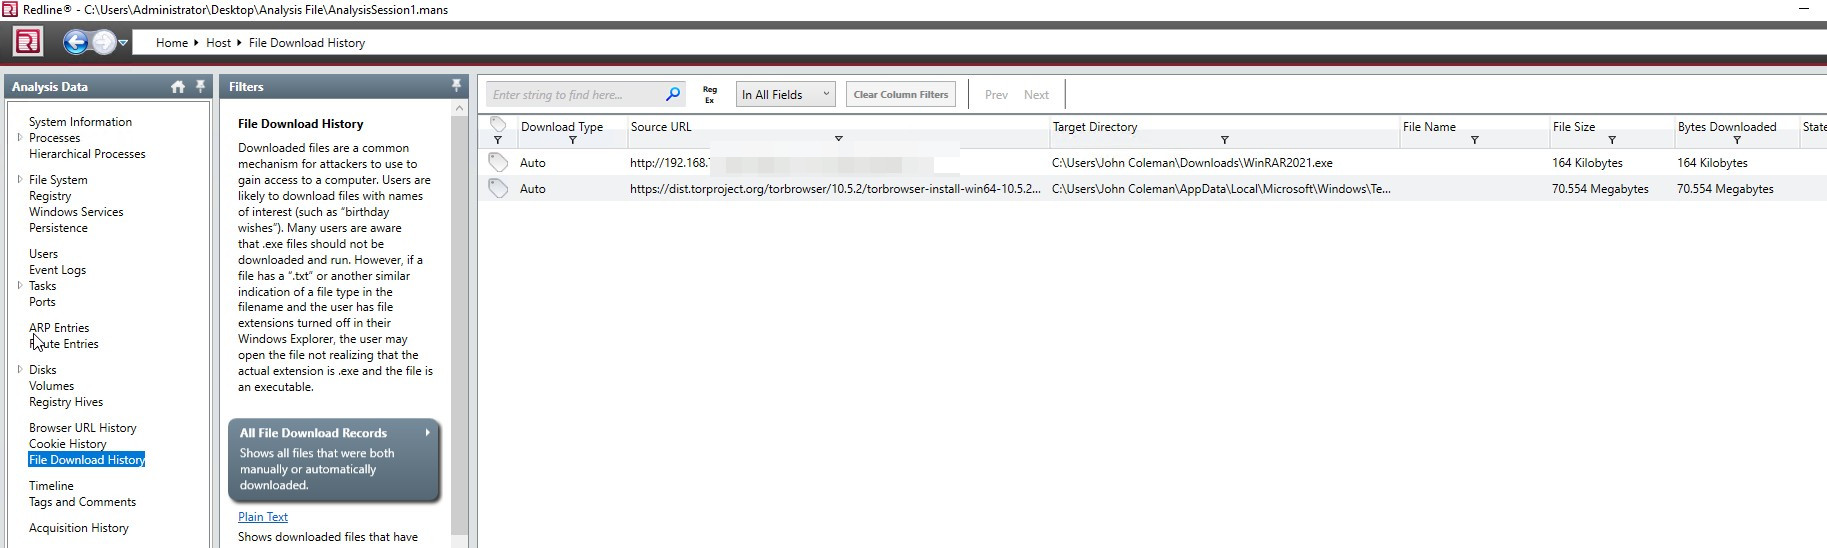 Redline® - C:\Users\Administrator\Desktop\Analysis File\AnalysisSession1.mans
Home Host File Download History
Analysis Data
System Information
Processes
Hierarchical Processes
File System
Registry
Windows Services
Persistence
Users
Event Logs
Tasks
Ports
ARP Entries
Route Entries
Disks
Volumes
Registry Hives
Browser URL History
Cookie History
File Download History
Timeline
Tags and Comments
Acquisition History
Filters
File Download History
Downloaded files are a common
mechanism for attackers to use to
gain access to a computer. Users are
likely to download files with names
of interest (such as “birthday
wishes”). Many users are aware
that .exe files should not be
downloaded and run. However, if a
file has a “.txt” or another similar
indication of a file type in the
filename and the user has file
extensions turned off in their
Windows Explorer, the user may
open the file not realizing that the
actual extension is .exe and the file is
an executable.
All File Download Records
Shows all files that were both
manually or automatically
downloaded.
Plain Text
Shows downloaded files that have
Enter string to find here...
Reg
Ex
In All Fields
Clear Column Filters
Prev Next
Download Type Source URL Target Directory File Name File Size Bytes Downloaded State
Auto http://192.168. C:\Users\John Coleman\Downloads\WinRAR2021.exe 164 Kilobytes 164 Kilobytes
Auto https://dist.torproject.org/torbrowser/10.5.2/torbrowser-install-win64-10.5.2... C:\Users\John Coleman\AppData\Local\Microsoft\Windows\Te... 70.554 Megabytes 70.554 Megabytes